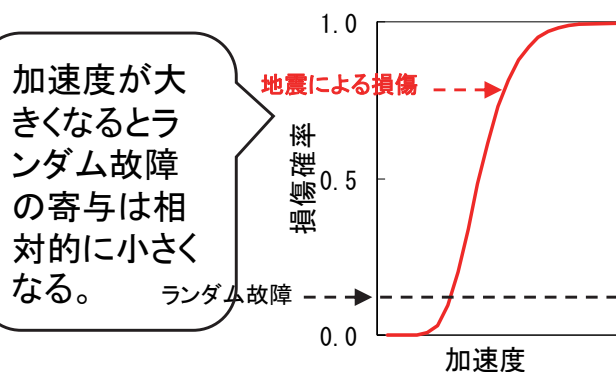 加速度が大
きくなるとラ
ンダム故障
の寄与は相
対的に小さく
なる。
1.0
地震による損傷
損傷確率
0.5
ランダム故障
0.0
加速度